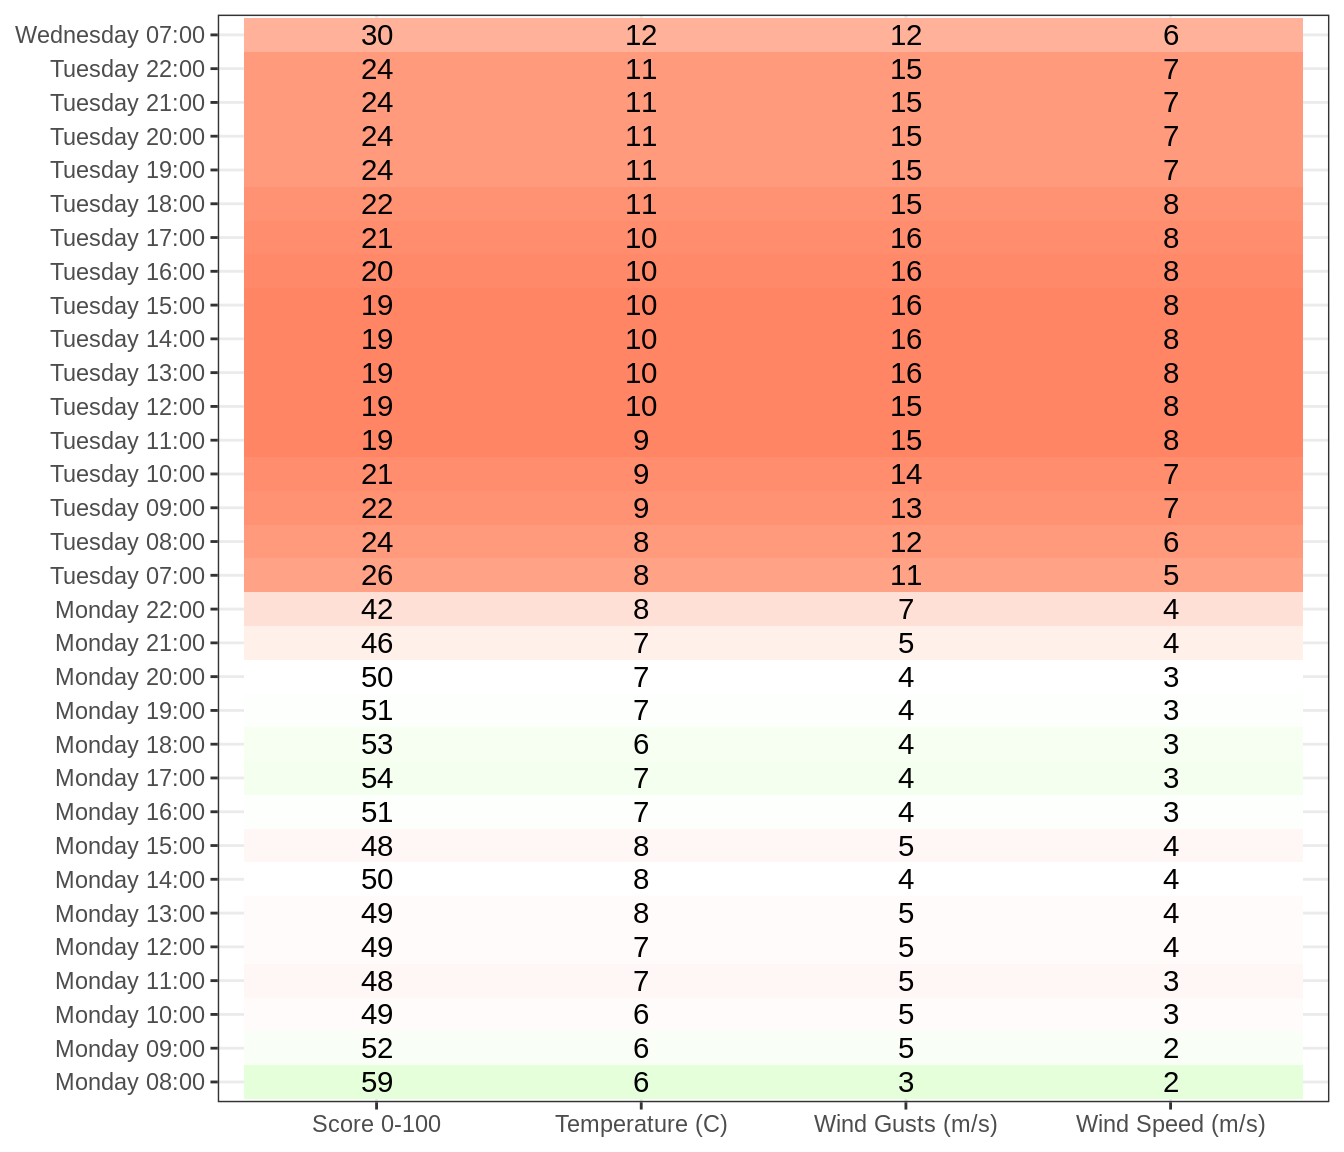 Wednesday 07:00 30 12 12 6
Tuesday 22:00 24 11 15 7
Tuesday 21:00 24 11 15 7
Tuesday 20:00 24 11 15 7
Tuesday 19:00 24 11 15 7
Tuesday 18:00 22 11 15 8
Tuesday 17:00 21 10 16 8
Tuesday 16:00 20 10 16 8
Tuesday 15:00 19 10 16 8
Tuesday 14:00 19 10 16 8
Tuesday 13:00 19 10 16 8
Tuesday 12:00 19 10 15 8
Tuesday 11:00 19 9 15 8
Tuesday 10:00 21 9 14 7
Tuesday 09:00 22 9 13 7
Tuesday 08:00 24 8 12 6
Tuesday 07:00 26 8 11 5
Monday 22:00 42 8 7 4
Monday 21:00 46 7 5 4
Monday 20:00 50 7 4 3
Monday 19:00 51 7 4 3
Monday 18:00 53 6 4 3
Monday 17:00 54 7 4 3
Monday 16:00 51 7 4 3
Monday 15:00 48 8 5 4
Monday 14:00 50 8 4 4
Monday 13:00 49 8 5 4
Monday 12:00 49 7 5 4
Monday 11:00 48 7 5 3
Monday 10:00 49 6 5 3
Monday 09:00 52 6 5 2
Monday 08:00 59 6 3 2
Score 0-100 Temperature (C) Wind Gusts (m/s) Wind Speed (m/s)